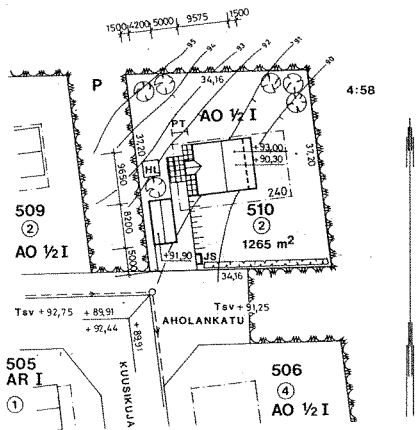 1500 4200 5000 9575 1500
95 94 93 92 91 90
P
34,16
4:58
AO ½ I
PT
37,20
+93,00
+90,30
37,20
9650
HL
240
509
2
AO ½ I
8200
510
2
1265 m²
5000
+91,90
JS
34,16
Tsv +92,75
+89,91
+92,44
+89,91
Tsv +91,25
AHOLANKATU
KUUSIKUJA
505
AR I
1
506
4
AO ½ I